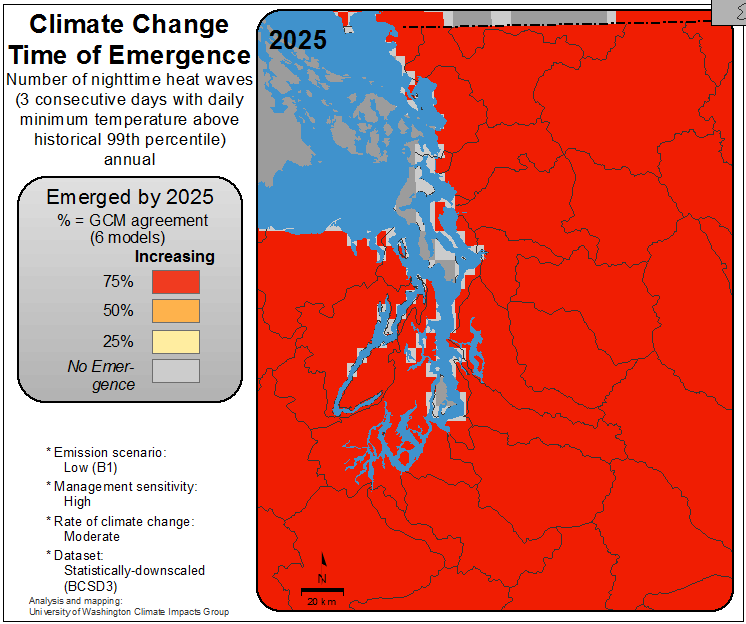 Climate Change
Time of Emergence
Number of nighttime heat waves
(3 consecutive days with daily
minimum temperature above
historical 99th percentile)
annual
Emerged by 2025
% = GCM agreement
(6 models)
Increasing
75%
50%
25%
No Emer-
gence
* Emission scenario:
Low (B1)
* Management sensitivity:
High
* Rate of climate change:
Moderate
* Dataset:
Statistically-downscaled
(BCSD3)
Analysis and mapping:
University of Washington Climate Impacts Group
2025
N
20 km